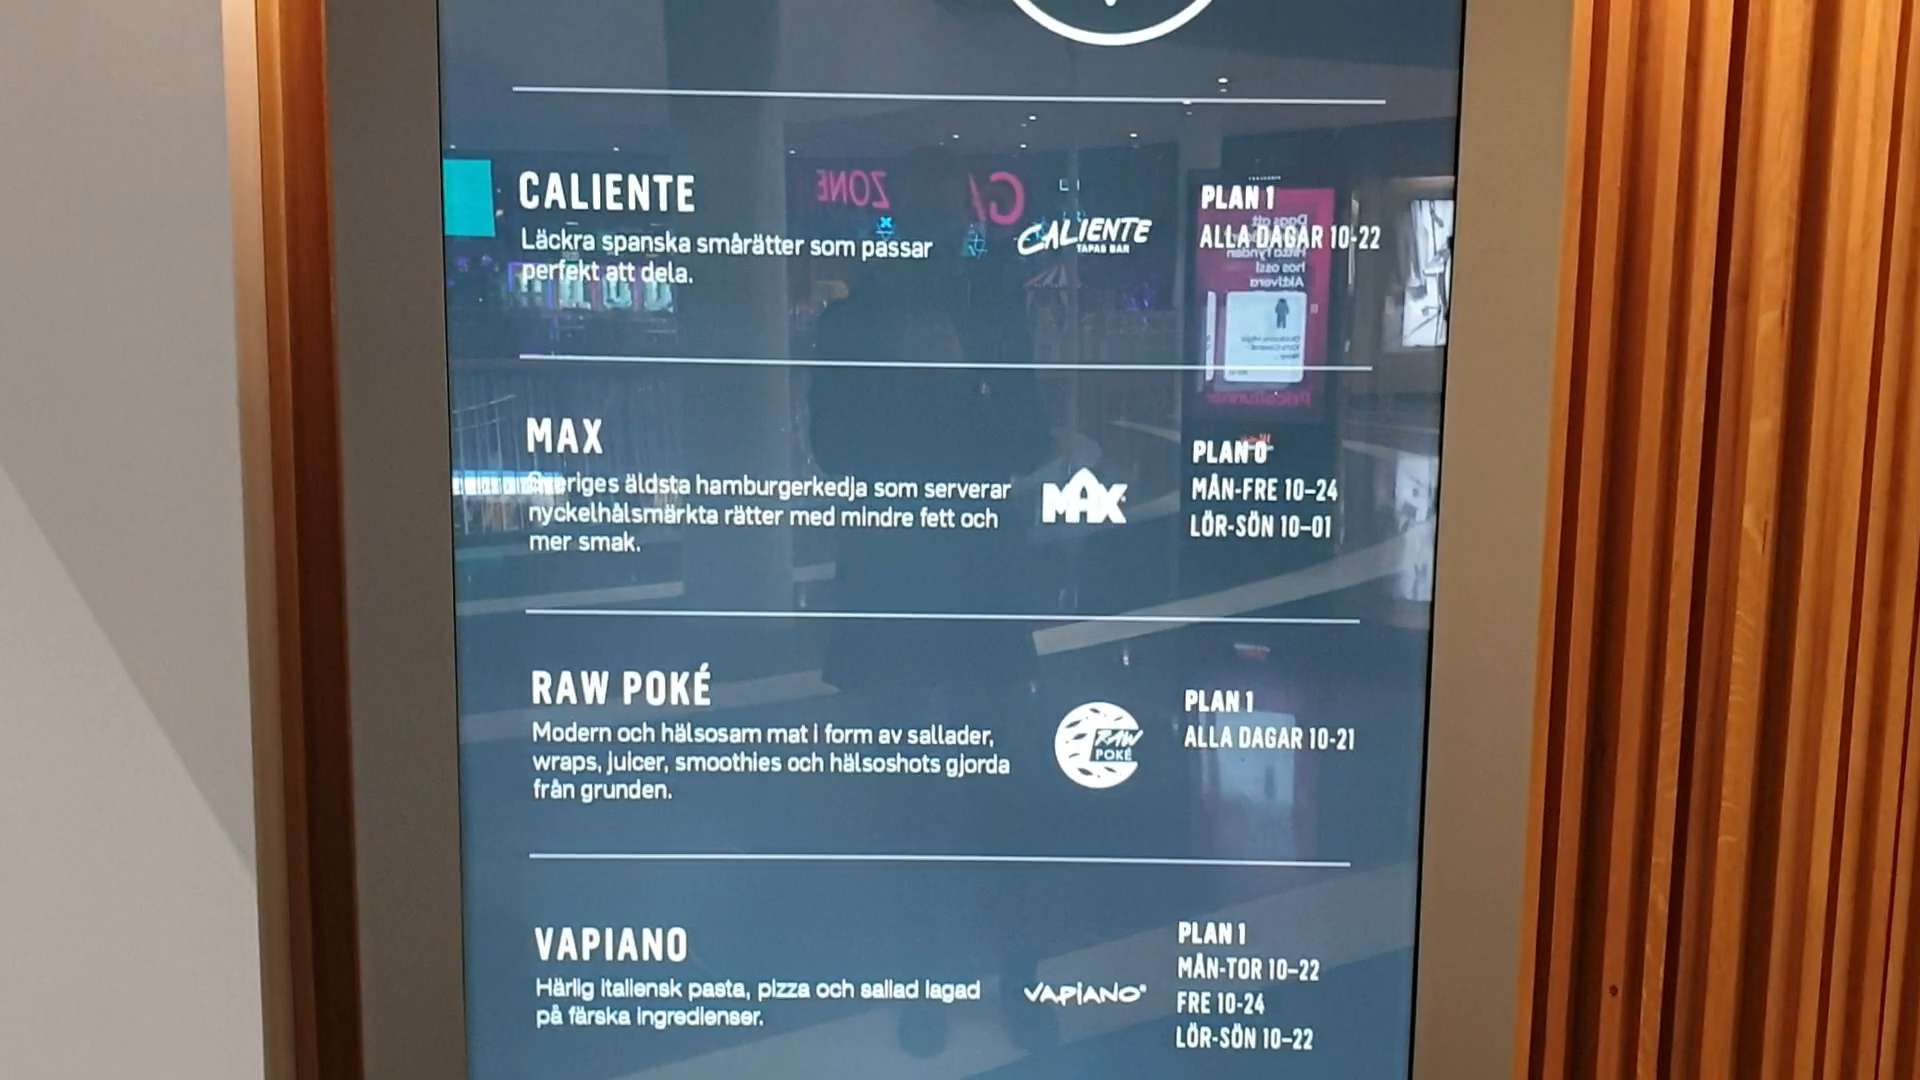 CALIENTE
Läckra spanska smårätter som passar
perfekt att dela.
CALIENTE
TAPAS BAR
PLAN 1
ALLA DAGAR 10-22
MAX
Sveriges äldsta hamburgerkedja som serverar
nyckelhålsmärkta rätter med mindre fett och
mer smak.
MAX
PLAN 0
MÅN-FRE 10–24
LÖR-SÖN 10–01
RAW POKÉ
Modern och hälsosam mat i form av sallader,
wraps, juicer, smoothies och hälsoshots gjorda
från grunden.
RAW
POKÉ
PLAN 1
ALLA DAGAR 10-21
VAPIANO
Härlig italiensk pasta, pizza och sallad lagad
på färska ingredienser.
VAPIANO®
PLAN 1
MÅN-TOR 10–22
FRE 10-24
LÖR-SÖN 10–22
ZONE